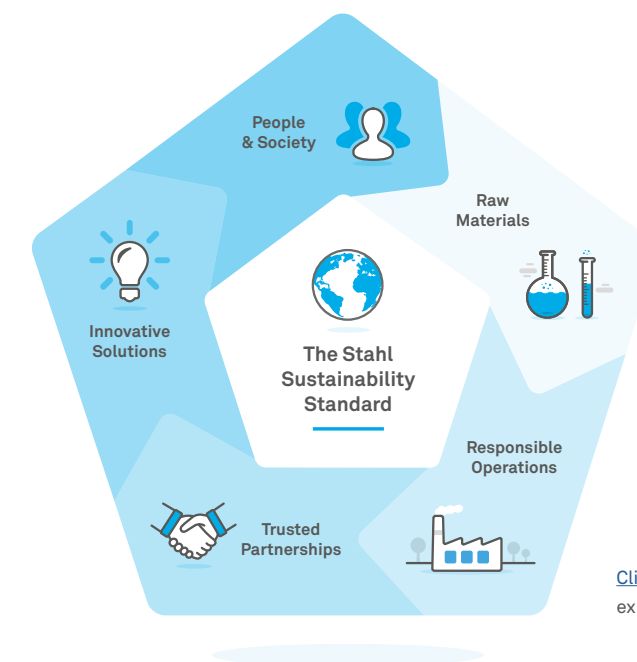 People
& Society
Raw
Materials
Innovative
Solutions
The Stahl
Sustainability
Standard
Responsible
Operations
Trusted
Partnerships